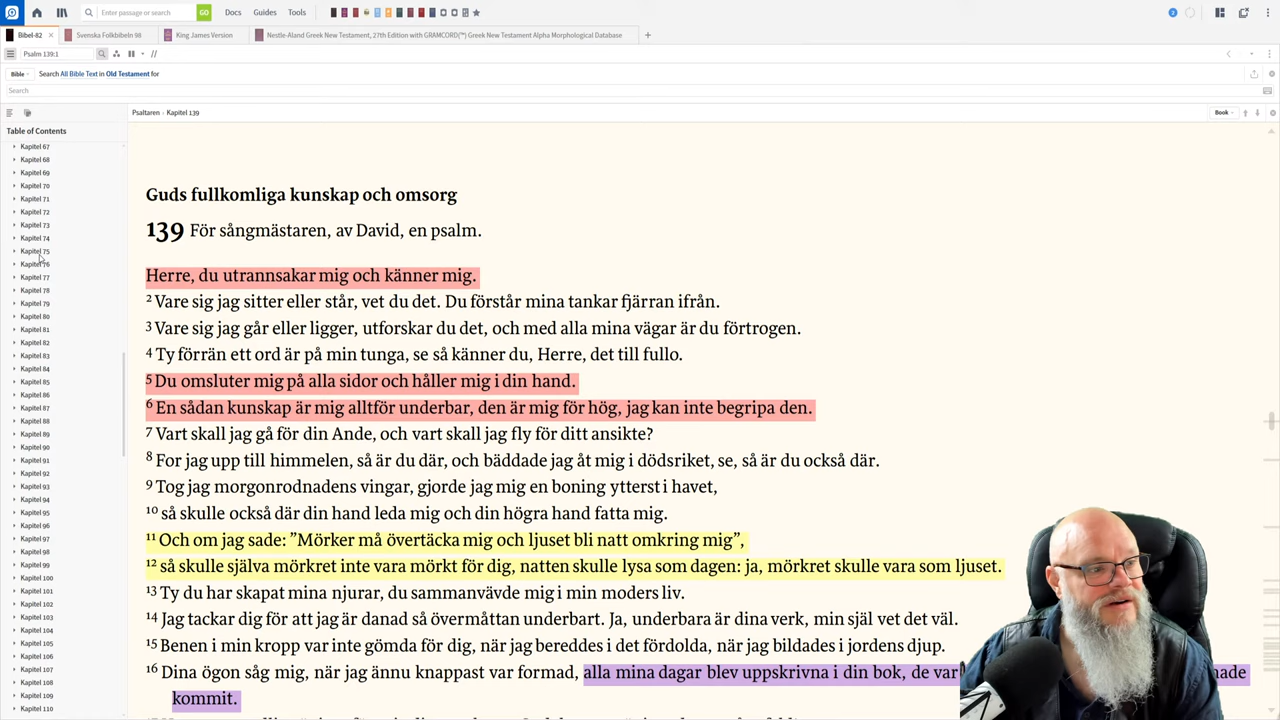 Enter passage or search
GO
Docs
Guides
Tools
2
Bibel-82
Svenska Folkbibeln 98
King James Version
Nestle-Aland Greek New Testament, 27th Edition with GRAMCORD(™) Greek New Testament Alpha Morphological Database
Psalm 139:1
Bible
Search All Bible Text in Old Testament for
Search
Psaltaren › Kapitel 139
Book
Table of Contents
Kapitel 67
Kapitel 68
Kapitel 69
Kapitel 70
Kapitel 71
Kapitel 72
Kapitel 73
Kapitel 74
Kapitel 75
Kapitel 76
Kapitel 77
Kapitel 78
Kapitel 79
Kapitel 80
Kapitel 81
Kapitel 82
Kapitel 83
Kapitel 84
Kapitel 85
Kapitel 86
Kapitel 87
Kapitel 88
Kapitel 89
Kapitel 90
Kapitel 91
Kapitel 92
Kapitel 93
Kapitel 94
Kapitel 95
Kapitel 96
Kapitel 97
Kapitel 98
Kapitel 99
Kapitel 100
Kapitel 101
Kapitel 102
Kapitel 103
Kapitel 104
Kapitel 105
Kapitel 106
Kapitel 107
Kapitel 108
Kapitel 109
Kapitel 110
Guds fullkomliga kunskap och omsorg
139 För sångmästaren, av David, en psalm.
Herre, du utrannsakar mig och känner mig.
2 Vare sig jag sitter eller står, vet du det. Du förstår mina tankar fjärran ifrån.
3 Vare sig jag går eller ligger, utforskar du det, och med alla mina vägar är du förtrogen.
4 Ty förrän ett ord är på min tunga, se så känner du, Herre, det till fullo.
5 Du omsluter mig på alla sidor och håller mig i din hand.
6 En sådan kunskap är mig alltför underbar, den är mig för hög, jag kan inte begripa den.
7 Vart skall jag gå för din Ande, och vart skall jag fly för ditt ansikte?
8 For jag upp till himmelen, så är du där, och bäddade jag åt mig i dödsriket, se, så är du också där.
9 Tog jag morgonrodnadens vingar, gjorde jag mig en boning ytterst i havet,
10 så skulle också där din hand leda mig och din högra hand fatta mig.
11 Och om jag sade: ”Mörker må övertäcka mig och ljuset bli natt omkring mig”,
12 så skulle själva mörkret inte vara mörkt för dig, natten skulle lysa som dagen: ja, mörkret skulle vara som ljuset.
13 Ty du har skapat mina njurar, du sammanvävde mig i min moders liv.
14 Jag tackar dig för att jag är danad så övermåttan underbart. Ja, underbara är dina verk, min själ vet det väl.
15 Benen i min kropp var inte gömda för dig, när jag bereddes i det fördolda, när jag bildades i jordens djup.
16 Dina ögon såg mig, när jag ännu knappast var formad, alla mina dagar blev uppskrivna i din bok, de var
kommit.